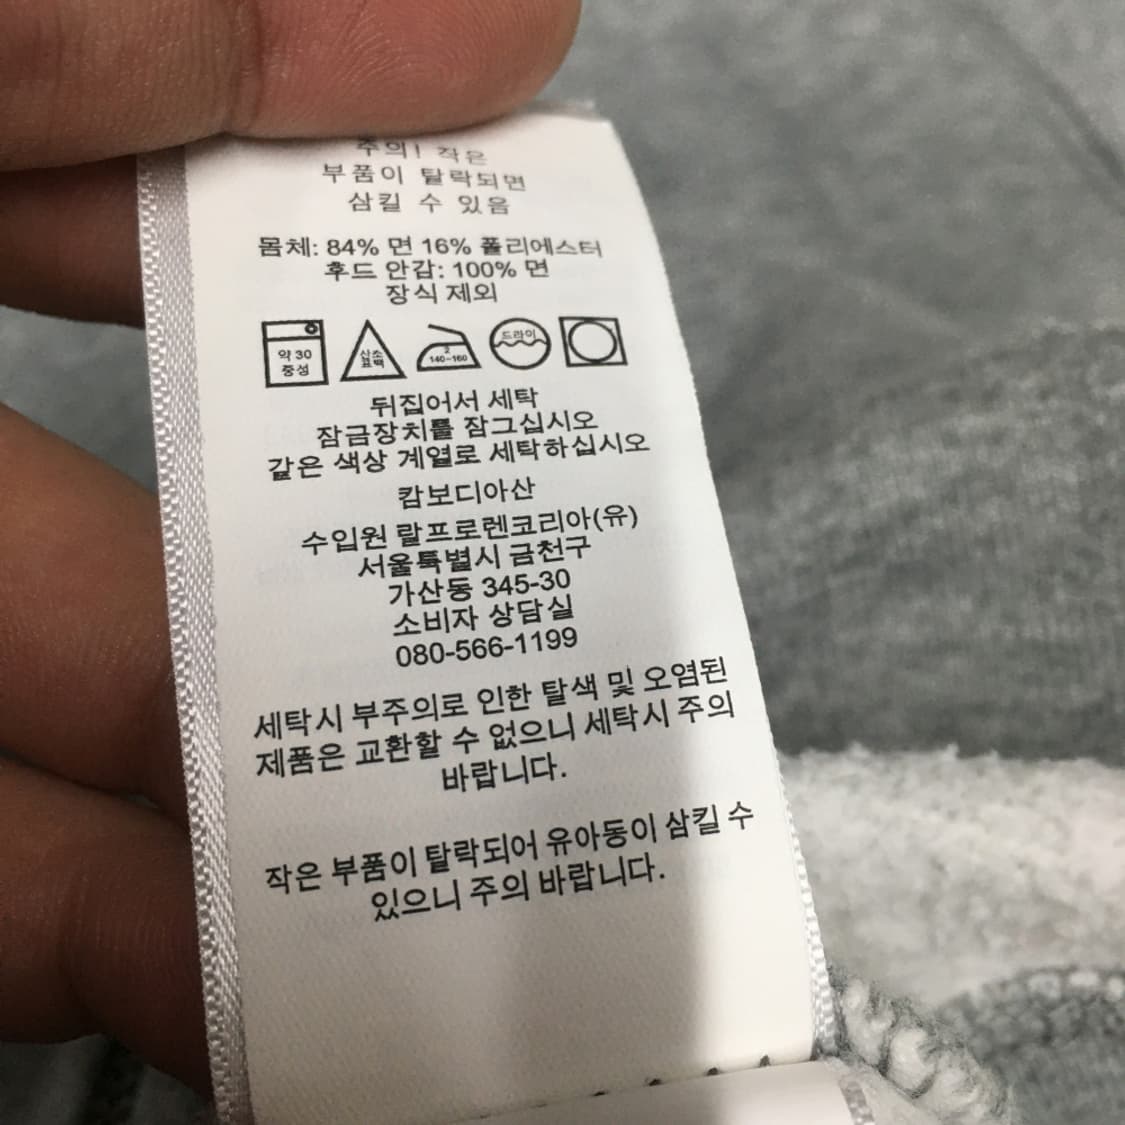 주의! 작은
부품이 탈락되면
삼킬 수 있음
몸체: 84% 면 16% 폴리에스터
후드 안감: 100% 면
장식 제외
약 30
중성
산소
표백
2
140~160
드라이
뒤집어서 세탁
잠금장치를 잠그십시오
같은 색상 계열로 세탁하십시오
캄보디아산
수입원 랄프로렌코리아(유)
서울특별시 금천구
가산동 345-30
소비자 상담실
080-566-1199
세탁시 부주의로 인한 탈색 및 오염된
제품은 교환할 수 없으니 세탁시 주의
바랍니다.
작은 부품이 탈락되어 유아동이 삼킬 수
있으니 주의 바랍니다.